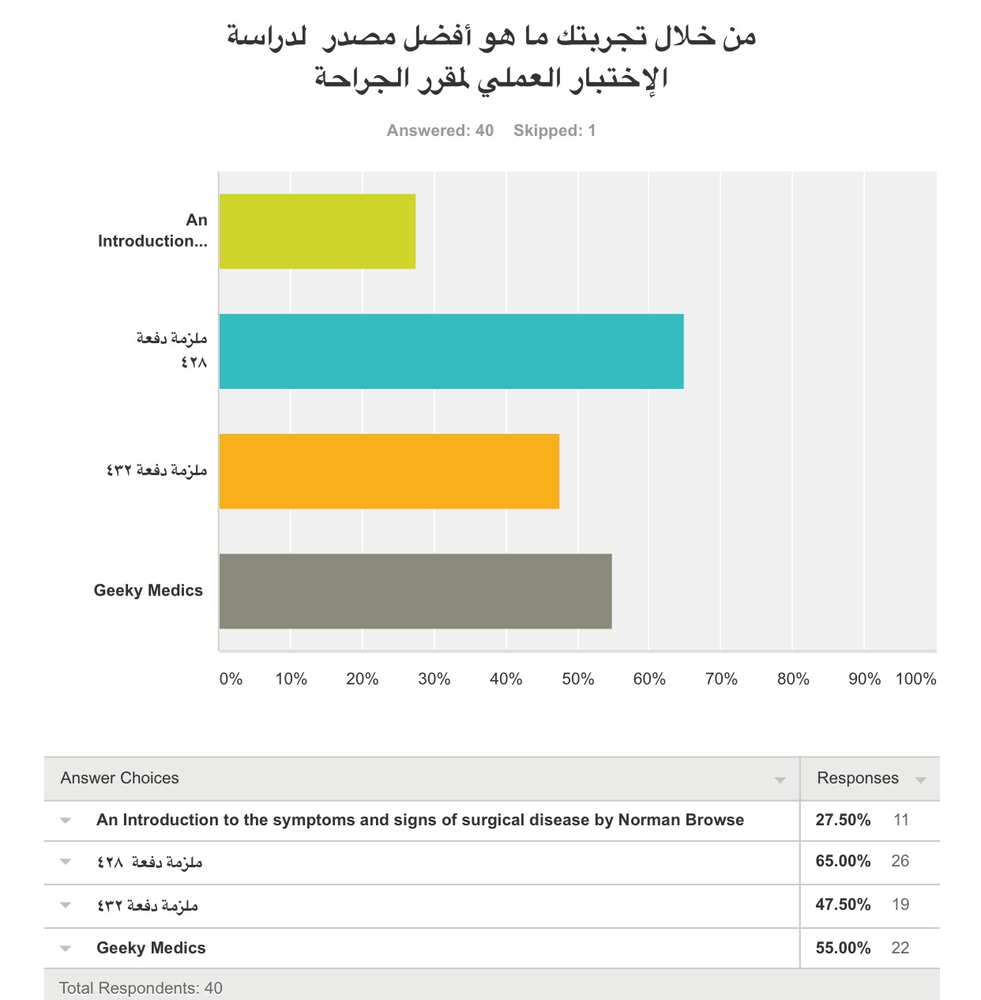 من خلال تجربتك ما هو أفضل مصدر لدراسة
الإختبار العملي لمقرر الجراحة
Answered: 40 Skipped: 1
An
Introduction...
ملزمة دفعة
٤٢٨
ملزمة دفعة ٤٣٢
Geeky Medics
0% 10% 20% 30% 40% 50% 60% 70% 80% 90% 100%
Answer Choices Responses
An Introduction to the symptoms and signs of surgical disease by Norman Browse 27.50% 11
ملزمة دفعة ٤٢٨ 65.00% 26
ملزمة دفعة ٤٣٢ 47.50% 19
Geeky Medics 55.00% 22
Total Respondents: 40